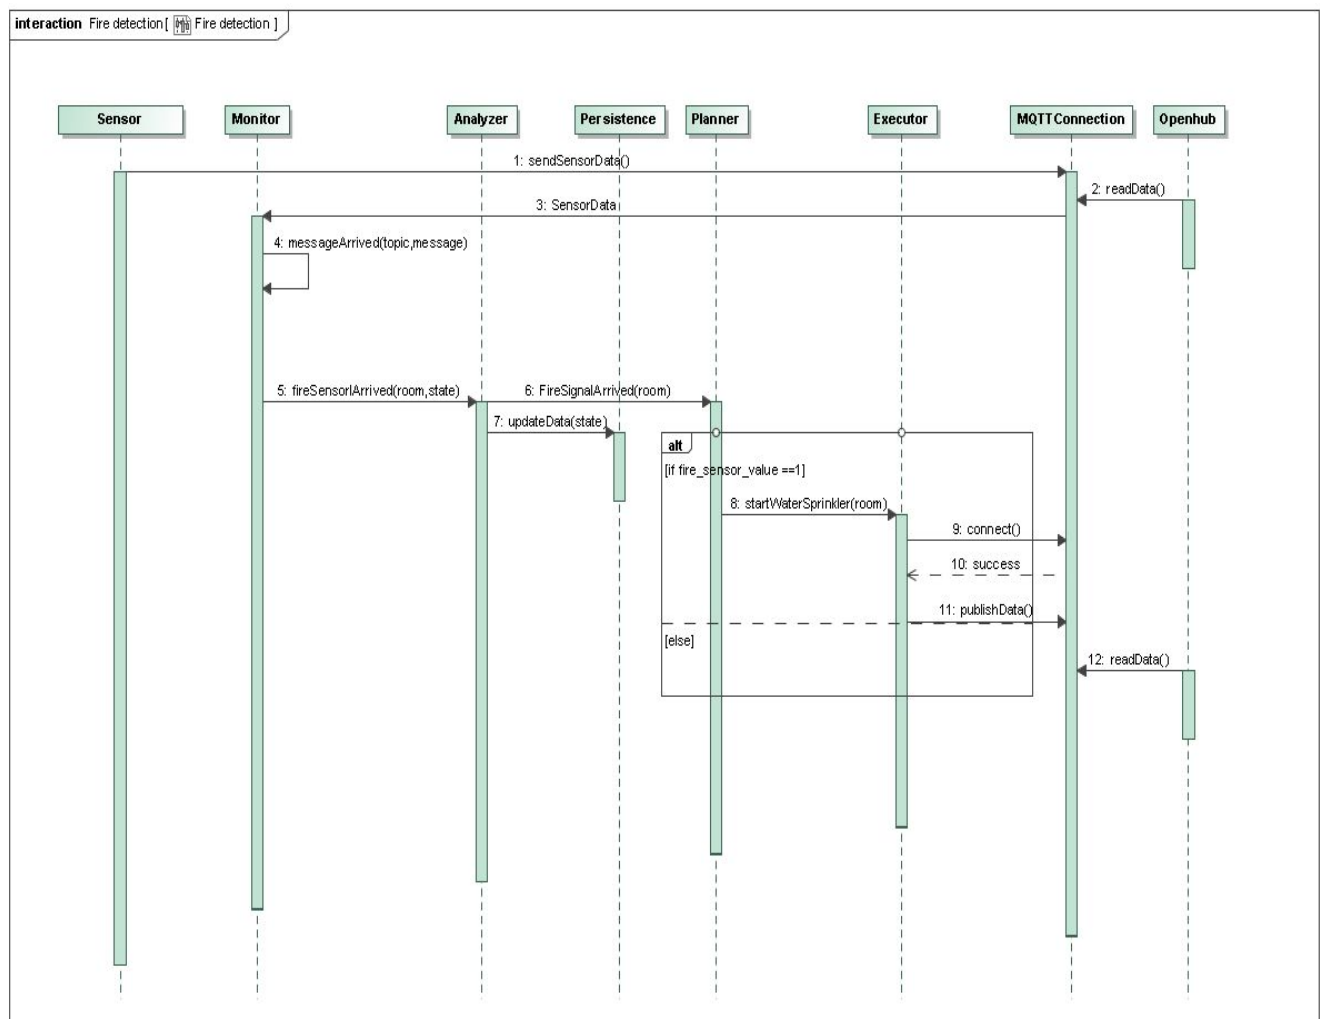 interaction Fire detection [ Fire detection ]
Sensor
Monitor
Analyzer
Persistence
Planner
Executor
MQTTConnection
Openhub
1: sendSensorData()
2: readData()
3: SensorData
4: messageArrived(topic,message)
5: fireSensorlArrived(room,state)
6: FireSignalArrived(room)
7: updateData(state)
alt
[if fire_sensor_value ==1]
8: startWaterSprinkler(room)
9: connect()
10: success
11: publishData()
[else]
12: readData()